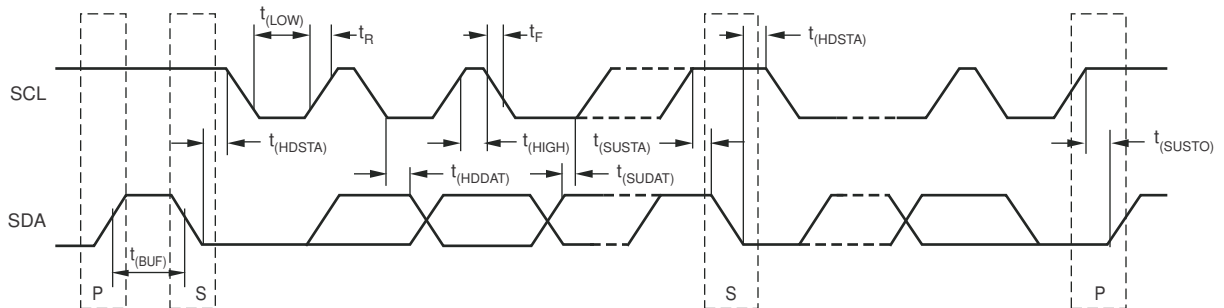 t(LOW)
tR
tF
t(HDSTA)
SCL
t(HDSTA)
t(HIGH)
t(SUSTA)
t(SUSTO)
t(HDDAT)
t(SUDAT)
SDA
t(BUF)
P
S
S
P